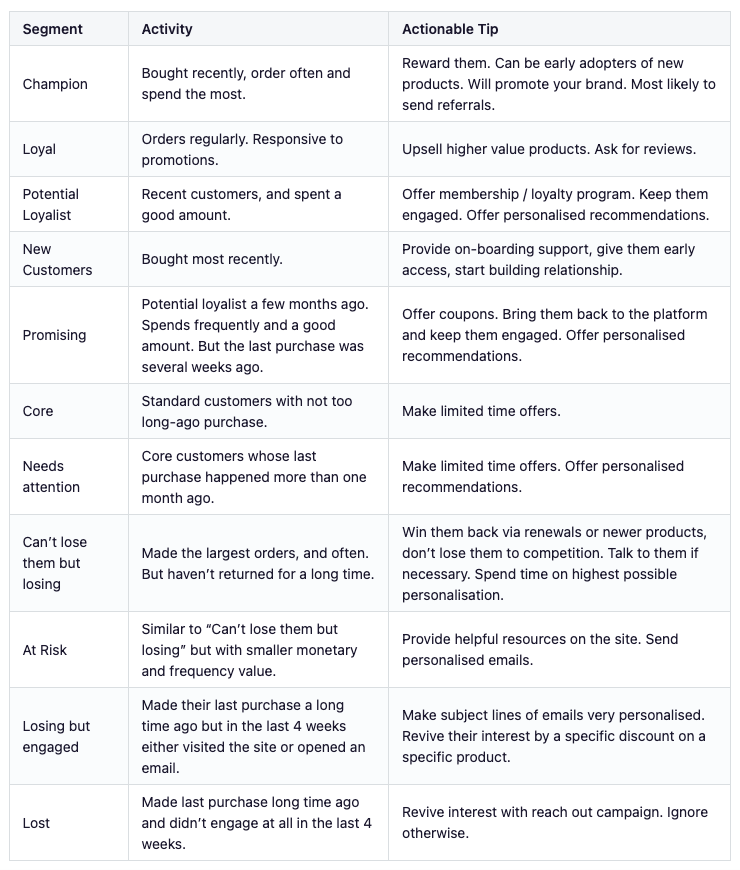 Segment
Activity
Actionable Tip
Champion
Bought recently, order often and
spend the most.
Reward them. Can be early adopters of new
products. Will promote your brand. Most likely to
send referrals.
Loyal
Orders regularly. Responsive to
promotions.
Upsell higher value products. Ask for reviews.
Potential
Loyalist
Recent customers, and spent a
good amount.
Offer membership / loyalty program. Keep them
engaged. Offer personalised recommendations.
New
Customers
Bought most recently.
Provide on-boarding support, give them early
access, start building relationship.
Promising
Potential loyalist a few months ago.
Spends frequently and a good
amount. But the last purchase was
several weeks ago.
Offer coupons. Bring them back to the platform
and keep them engaged. Offer personalised
recommendations.
Core
Standard customers with not too
long-ago purchase.
Make limited time offers.
Needs
attention
Core customers whose last
purchase happened more than one
month ago.
Make limited time offers. Offer personalised
recommendations.
Can’t lose
them but
losing
Made the largest orders, and often.
But haven’t returned for a long time.
Win them back via renewals or newer products,
don’t lose them to competition. Talk to them if
necessary. Spend time on highest possible
personalisation.
At Risk
Similar to “Can’t lose them but
losing” but with smaller monetary
and frequency value.
Provide helpful resources on the site. Send
personalised emails.
Losing but
engaged
Made their last purchase a long
time ago but in the last 4 weeks
either visited the site or opened an
email.
Make subject lines of emails very personalised.
Revive their interest by a specific discount on a
specific product.
Lost
Made last purchase long time ago
and didn’t engage at all in the last 4
weeks.
Revive interest with reach out campaign. Ignore
otherwise.